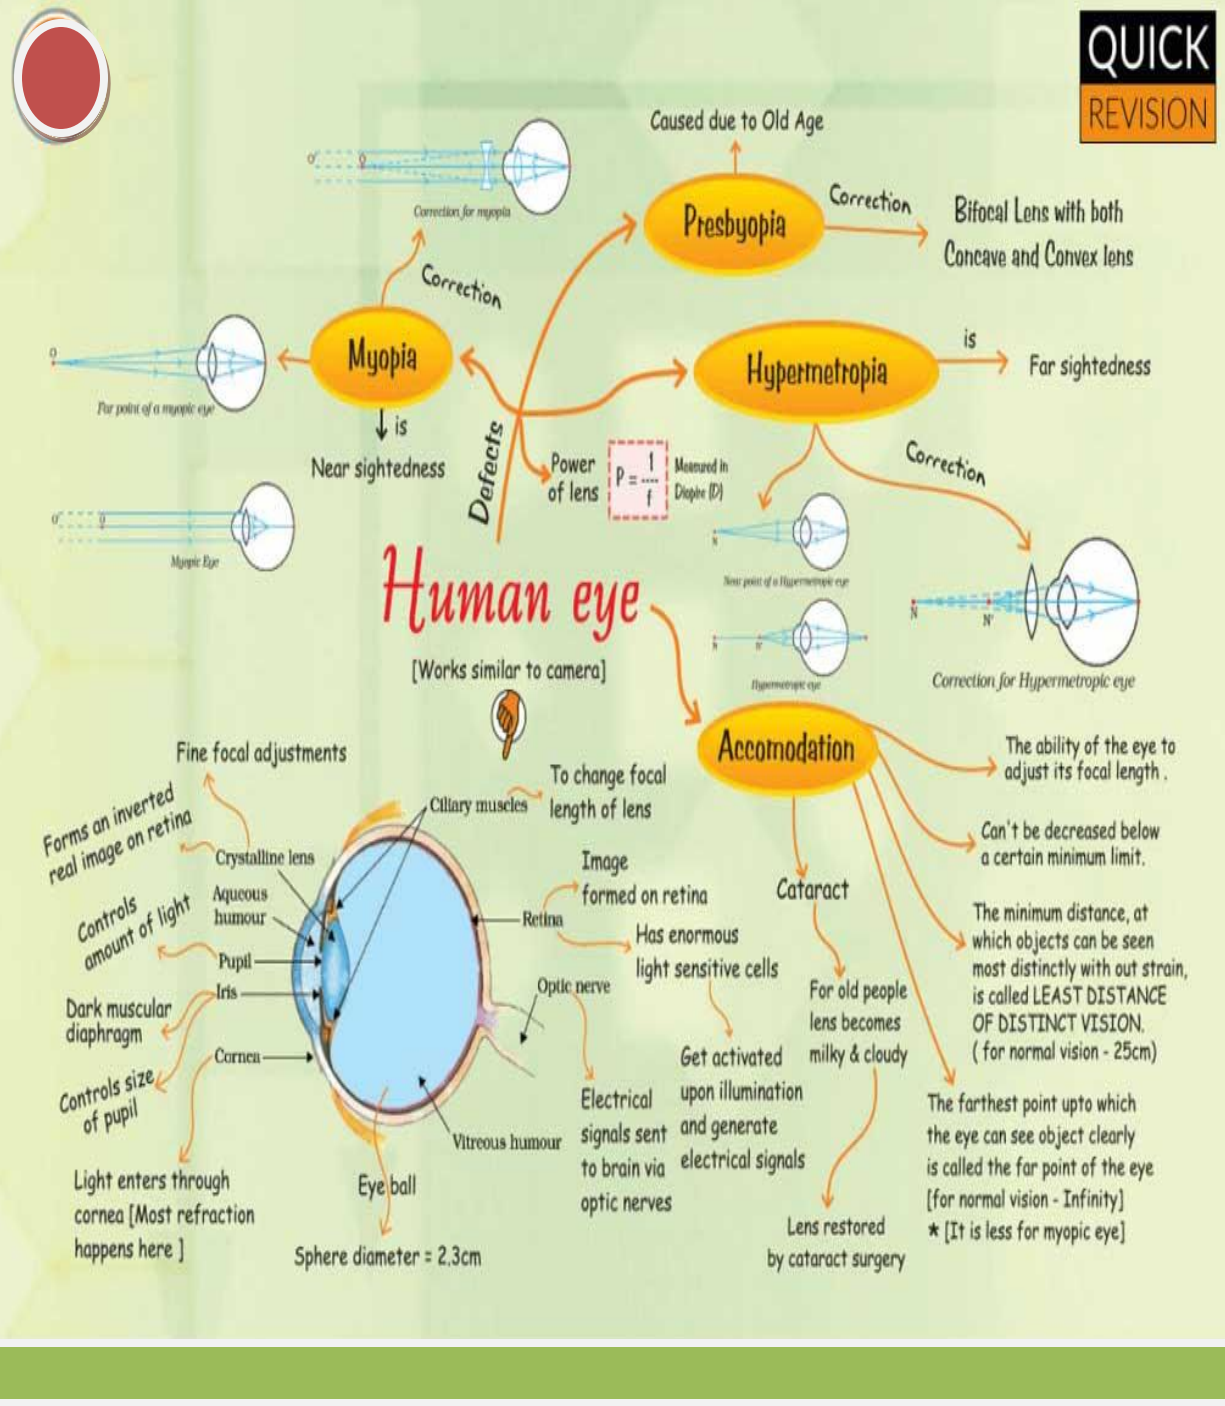 QUICK
REVISION
Caused due to Old Age
Presbyopia
Correction
Bifocal Lens with both
Concave and Convex lens
O'
O
Correction for myopia
Correction
Myopia
is
Near sightedness
O
Far point of a myopic eye
O'
O
Myopic Eye
Hypermetropia
is
Far sightedness
Correction
Defects
Power
of lens
P = 1
f
Measured in
Dioptre (D)
N
Near point of a Hypermetropic eye
N
N'
Hypermetropic eye
N
N'
Correction for Hypermetropic eye
Human eye
[Works similar to camera]
Accomodation
The ability of the eye to
adjust its focal length .
Can't be decreased below
a certain minimum limit.
The minimum distance, at
which objects can be seen
most distinctly with out strain,
is called LEAST DISTANCE
OF DISTINCT VISION.
( for normal vision - 25cm)
The farthest point upto which
the eye can see object clearly
is called the far point of the eye
[for normal vision - Infinity]
* [It is less for myopic eye]
Cataract
For old people
lens becomes
milky & cloudy
Lens restored
by cataract surgery
Fine focal adjustments
Forms an inverted
real image on retina
Crystalline lens
Aqueous
humour
Controls
amount of light
Pupil
Iris
Dark muscular
diaphragm
Controls size
of pupil
Cornea
Light enters through
cornea [Most refraction
happens here ]
Ciliary muscles
To change focal
length of lens
Retina
Image
formed on retina
Has enormous
light sensitive cells
Get activated
upon illumination
and generate
electrical signals
Optic nerve
Electrical
signals sent
to brain via
optic nerves
Vitreous humour
Eye ball
Sphere diameter = 2.3cm